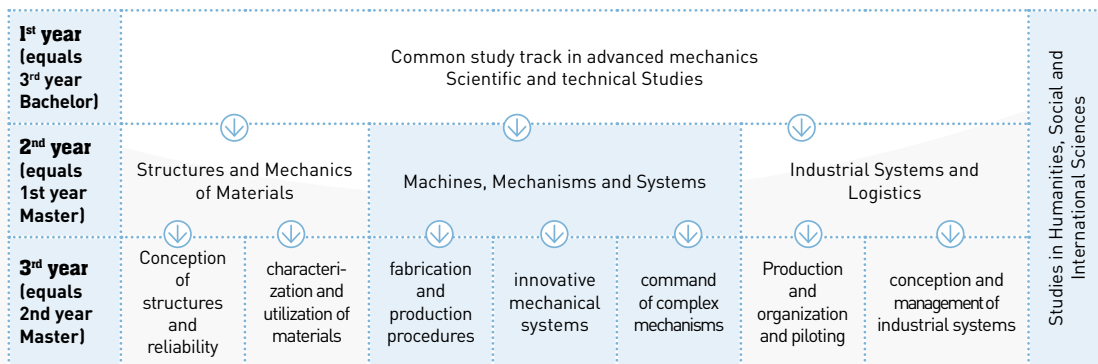 1st year
(equals
3rd year
Bachelor)
Common study track in advanced mechanics
Scientific and technical Studies
2nd year
(equals
1st year
Master)
Structures and Mechanics
of Materials
Machines, Mechanisms and Systems
Industrial Systems and
Logistics
3rd year
(equals
2nd year
Master)
Conception
of
structures
and
reliability
characteri-
zation and
utilization of
materials
fabrication
and
production
procedures
innovative
mechanical
systems
command
of complex
mechanisms
Production
and
organization
and piloting
conception and
management of
industrial systems
Studies in Humanities, Social and
International Sciences